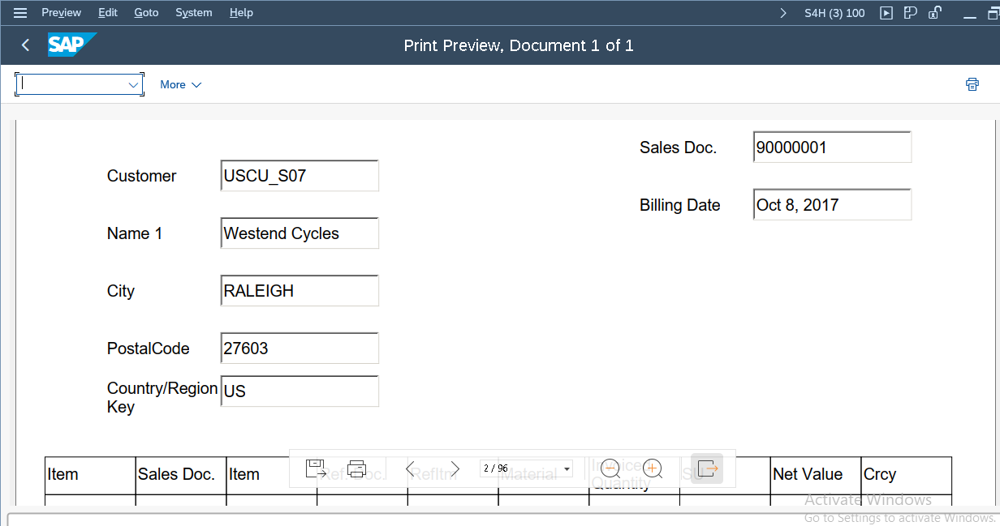 Preview Edit Goto System Help S4H (3) 100
SAP Print Preview, Document 1 of 1
More
Sales Doc. 90000001
Customer USCU_S07
Billing Date Oct 8, 2017
Name 1 Westend Cycles
City RALEIGH
PostalCode 27603
Country/Region US
Key
Item Sales Doc. Item Ref. Doc. RefItm 2 / 96 Material Invoiced SU Net Value Crcy
Quantity
Activate Windows
Go to Settings to activate Windows.